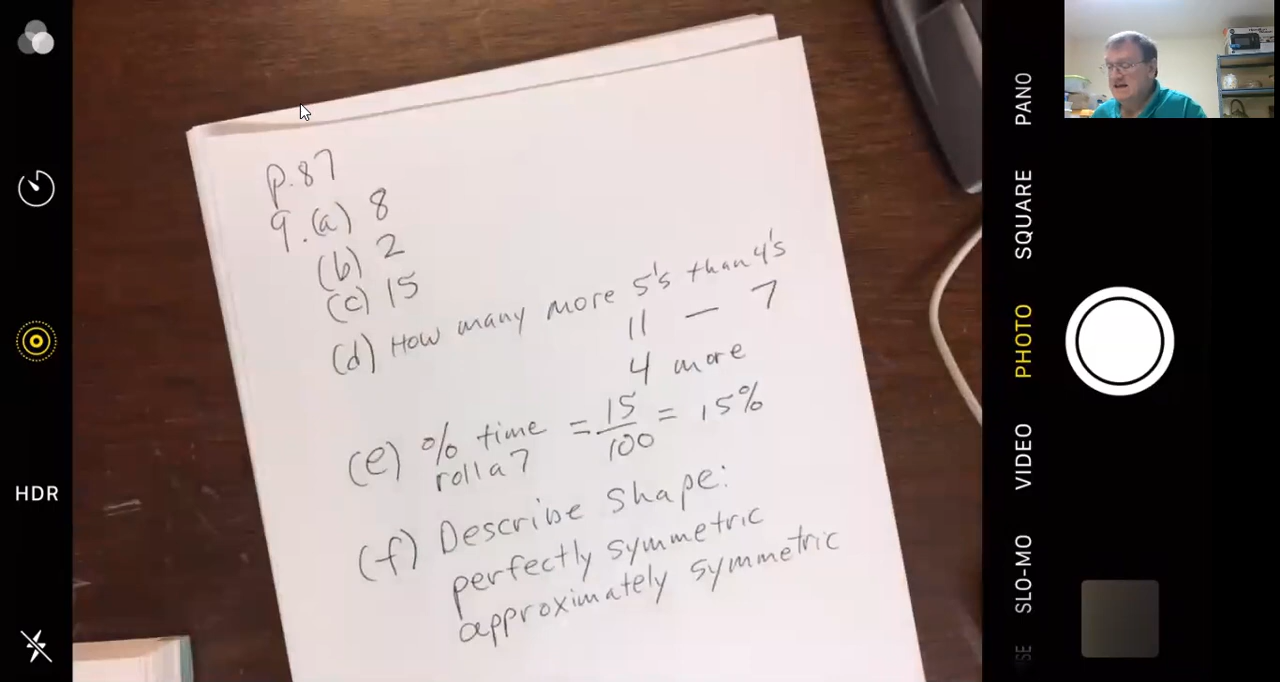 p.87
9.(a) 8
(b) 2
(c) 15
(d) How many more 5's than 4's
11 — 7
4 more
(e) % time = 15/100 = 15%
roll a 7
(f) Describe shape:
perfectly symmetric
approximately symmetric
HDR
PANO
SQUARE
PHOTO
VIDEO
SLO-MO
SE